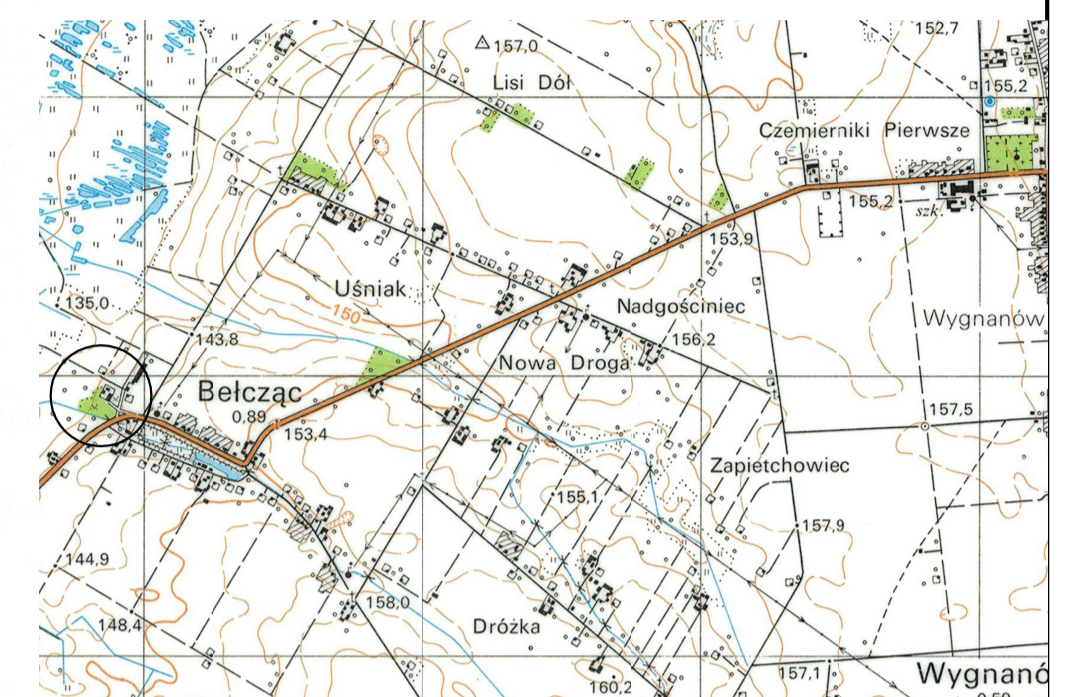 152,7
157,0
Lisi Dół
155,2
Czemierniki Pierwsze
155,2
szk.
153,9
Uśniak
135,0
150
Nadgościniec
Wygnanów
143,8
156,2
Nowa Droga
Bełcząc
0,89
153,4
157,5
Zapietchowiec
155,1
157,9
144,9
158,0
148,4
Dróżka
157,1
Wygnanó
160,2